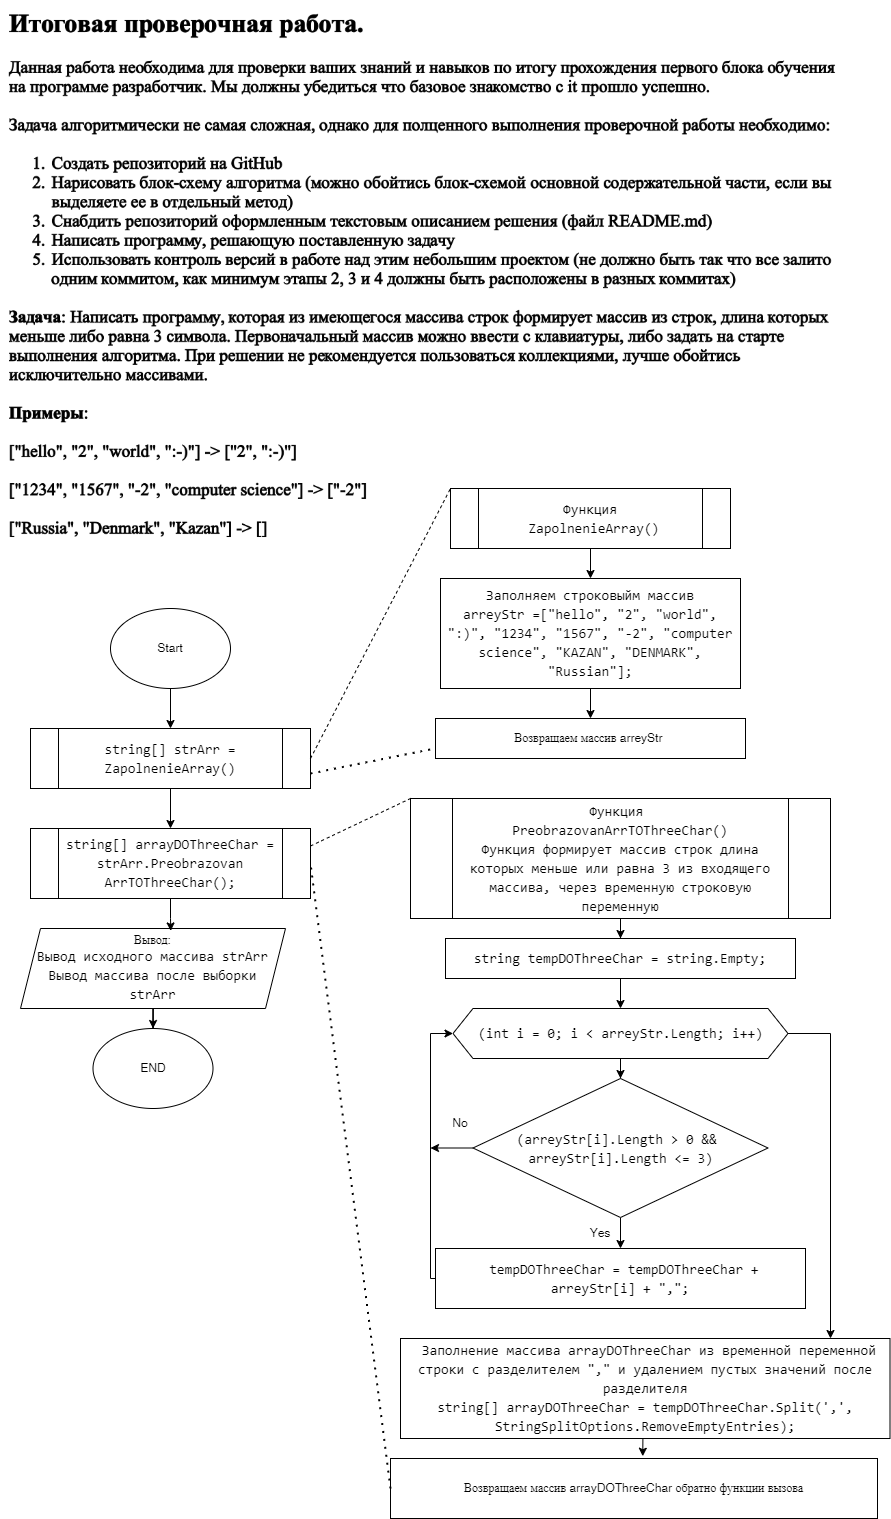 Итоговая проверочная работа.
Данная работа необходима для проверки ваших знаний и навыков по итогу прохождения первого блока обучения
на программе разработчик. Мы должны убедиться что базовое знакомство с it прошло успешно.
Задача алгоритмически не самая сложная, однако для полценного выполнения проверочной работы необходимо:
1. Создать репозиторий на GitHub
2. Нарисовать блок-схему алгоритма (можно обойтись блок-схемой основной содержательной части, если вы
выделяете ее в отдельный метод)
3. Снабдить репозиторий оформленным текстовым описанием решения (файл README.md)
4. Написать программу, решающую поставленную задачу
5. Использовать контроль версий в работе над этим небольшим проектом (не должно быть так что все залито
одним коммитом, как минимум этапы 2, 3 и 4 должны быть расположены в разных коммитах)
Задача: Написать программу, которая из имеющегося массива строк формирует массив из строк, длина которых
меньше либо равна 3 символа. Первоначальный массив можно ввести с клавиатуры, либо задать на старте
выполнения алгоритма. При решении не рекомендуется пользоваться коллекциями, лучше обойтись
исключительно массивами.
Примеры:
["hello", "2", "world", ":-)"] -> ["2", ":-)"]
["1234", "1567", "-2", "computer science"] -> ["-2"]
["Russia", "Denmark", "Kazan"] -> []
Start
string[] strArr =
ZapolnenieArray()
string[] arrayDOThreeChar =
strArr.Preobrazovan
ArrTOThreeChar();
Вывод:
Вывод исходного массива strArr
Вывод массива после выборки
strArr
END
Функция
ZapolnenieArray()
Заполняем строковыйм массив
arreyStr =["hello", "2", "world",
":)", "1234", "1567", "-2", "computer
science", "KAZAN", "DENMARK",
"Russian"];
Возвращаем массив arreyStr
Функция
PreobrazovanArrTOThreeChar()
Функция формирует массив строк длина
которых меньше или равна 3 из входящего
массива, через временную строковую
переменную
string tempDOThreeChar = string.Empty;
(int i = 0; i < arreyStr.Length; i++)
No
(arreyStr[i].Length > 0 &&
arreyStr[i].Length <= 3)
Yes
tempDOThreeChar = tempDOThreeChar +
arreyStr[i] + ",";
Заполнение массива arrayDOThreeChar из временной переменной
строки с разделителем "," и удалением пустых значений после
разделителя
string[] arrayDOThreeChar = tempDOThreeChar.Split(',',
StringSplitOptions.RemoveEmptyEntries);
Возвращаем массив arrayDOThreeChar обратно функции вызова